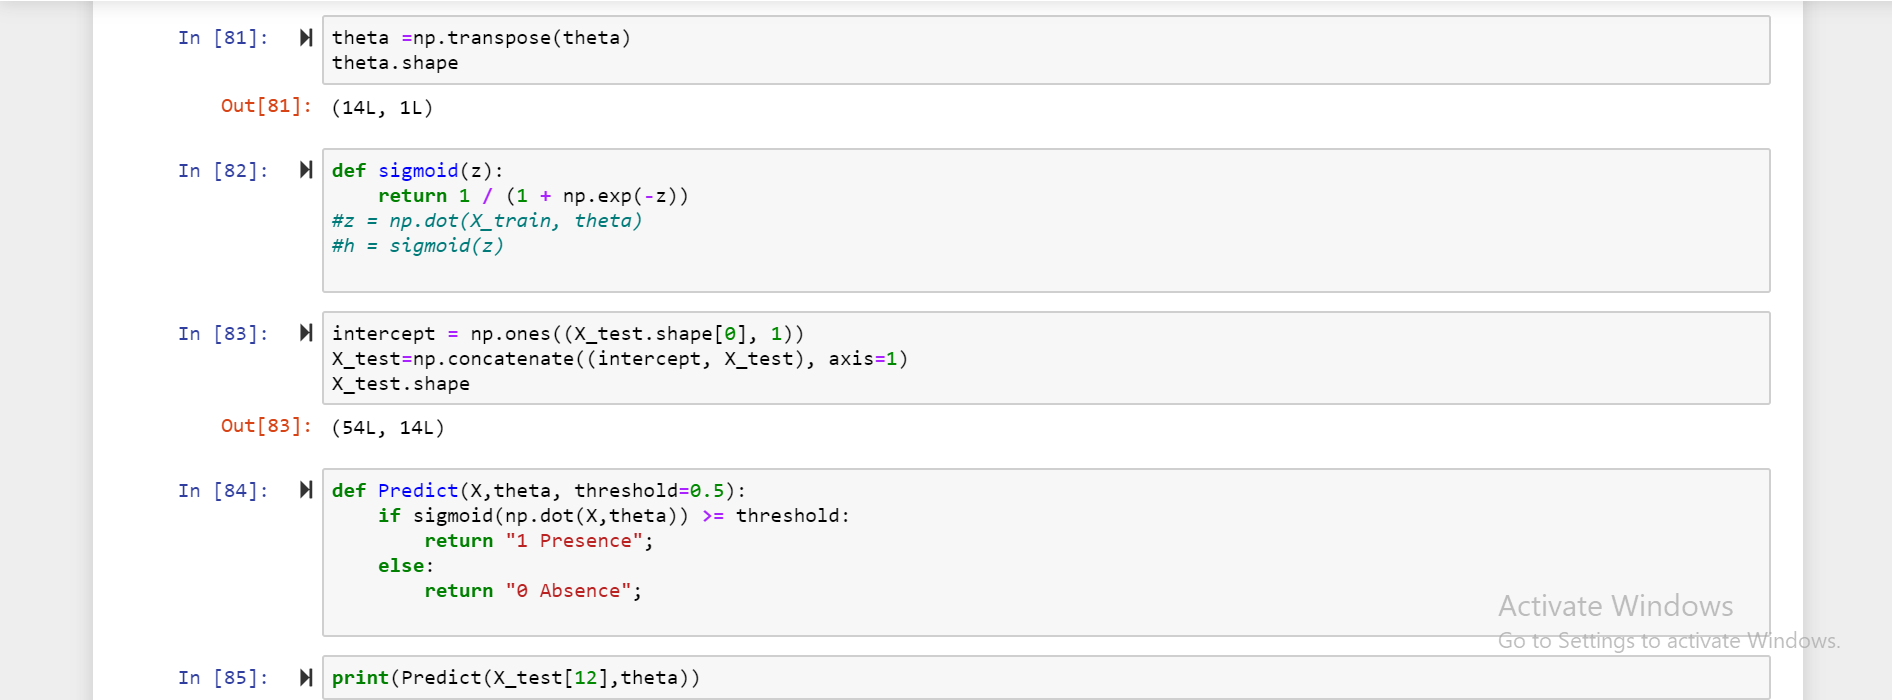 In [81]:
theta =np.transpose(theta)
theta.shape
Out[81]: (14L, 1L)
In [82]:
def sigmoid(z):
    return 1 / (1 + np.exp(-z))
#z = np.dot(X_train, theta)
#h = sigmoid(z)
In [83]:
intercept = np.ones((X_test.shape[0], 1))
X_test=np.concatenate((intercept, X_test), axis=1)
X_test.shape
Out[83]: (54L, 14L)
In [84]:
def Predict(X,theta, threshold=0.5):
    if sigmoid(np.dot(X,theta)) >= threshold:
        return "1 Presence";
    else:
        return "0 Absence";
Activate Windows
Go to Settings to activate Windows.
In [85]:
print(Predict(X_test[12],theta))